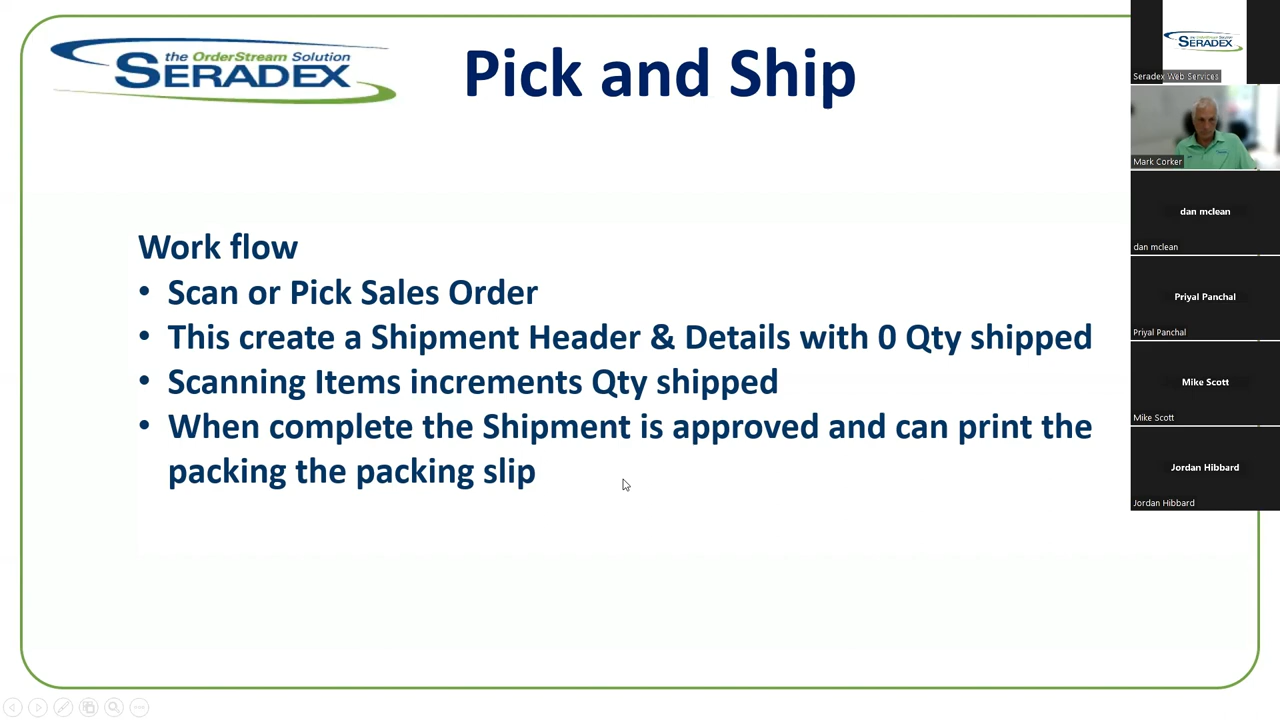 the OrderStream Solution
SERADEX
Pick and Ship
Work flow
• Scan or Pick Sales Order
• This create a Shipment Header & Details with 0 Qty shipped
• Scanning Items increments Qty shipped
• When complete the Shipment is approved and can print the
packing the packing slip
SERADEX
Seradex Web Services
Mark Corker
dan mclean
dan mclean
Priyal Panchal
Priyal Panchal
Mike Scott
Mike Scott
Jordan Hibbard
Jordan Hibbard